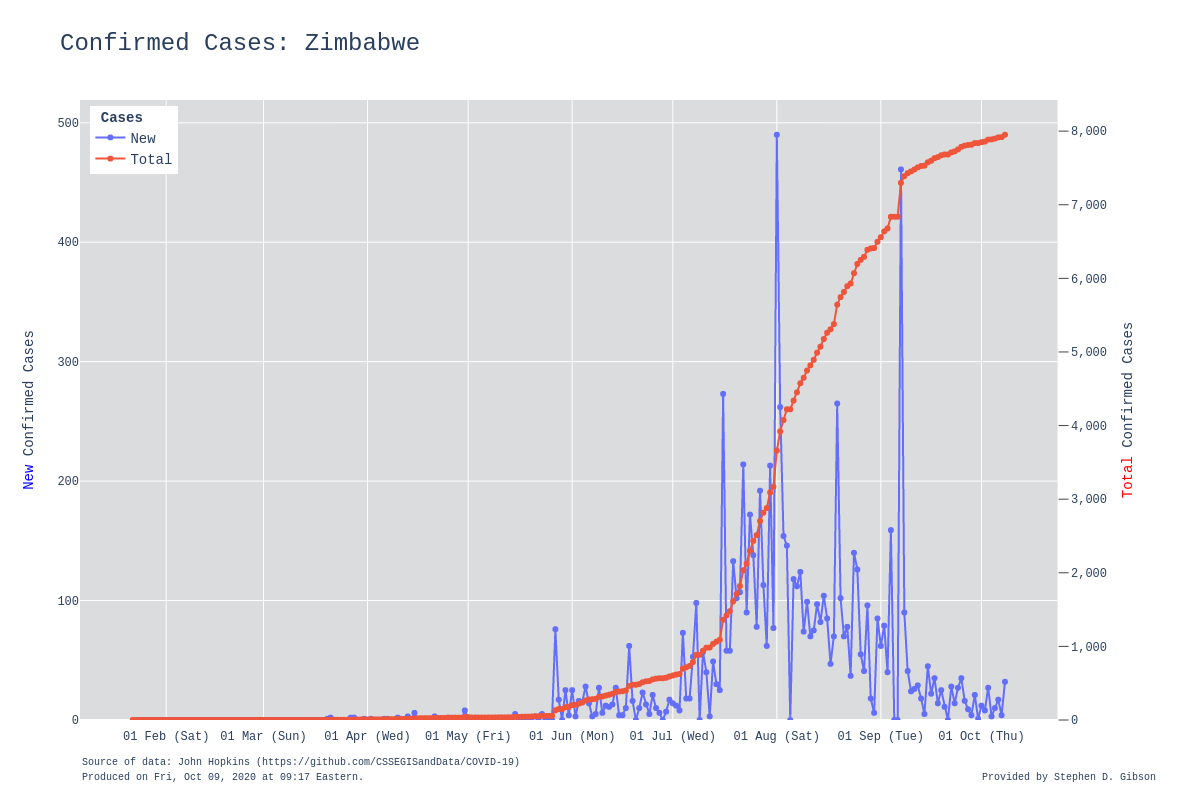 Confirmed Cases: Zimbabwe
Cases
New
Total
500
400
300
200
100
0
8,000
7,000
6,000
5,000
4,000
3,000
2,000
1,000
0
New Confirmed Cases
Total Confirmed Cases
01 Feb (Sat) 01 Mar (Sun) 01 Apr (Wed) 01 May (Fri) 01 Jun (Mon) 01 Jul (Wed) 01 Aug (Sat) 01 Sep (Tue) 01 Oct (Thu)
Source of data: John Hopkins (https://github.com/CSSEGISandData/COVID-19)
Produced on Fri, Oct 09, 2020 at 09:17 Eastern.
Provided by Stephen D. Gibson